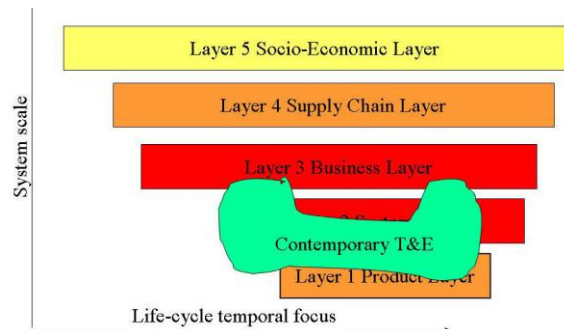 Layer 5 Socio-Economic Layer
Layer 4 Supply Chain Layer
Layer 3 Business Layer
Contemporary T&E
Layer 1 Product Layer
System scale
Life-cycle temporal focus